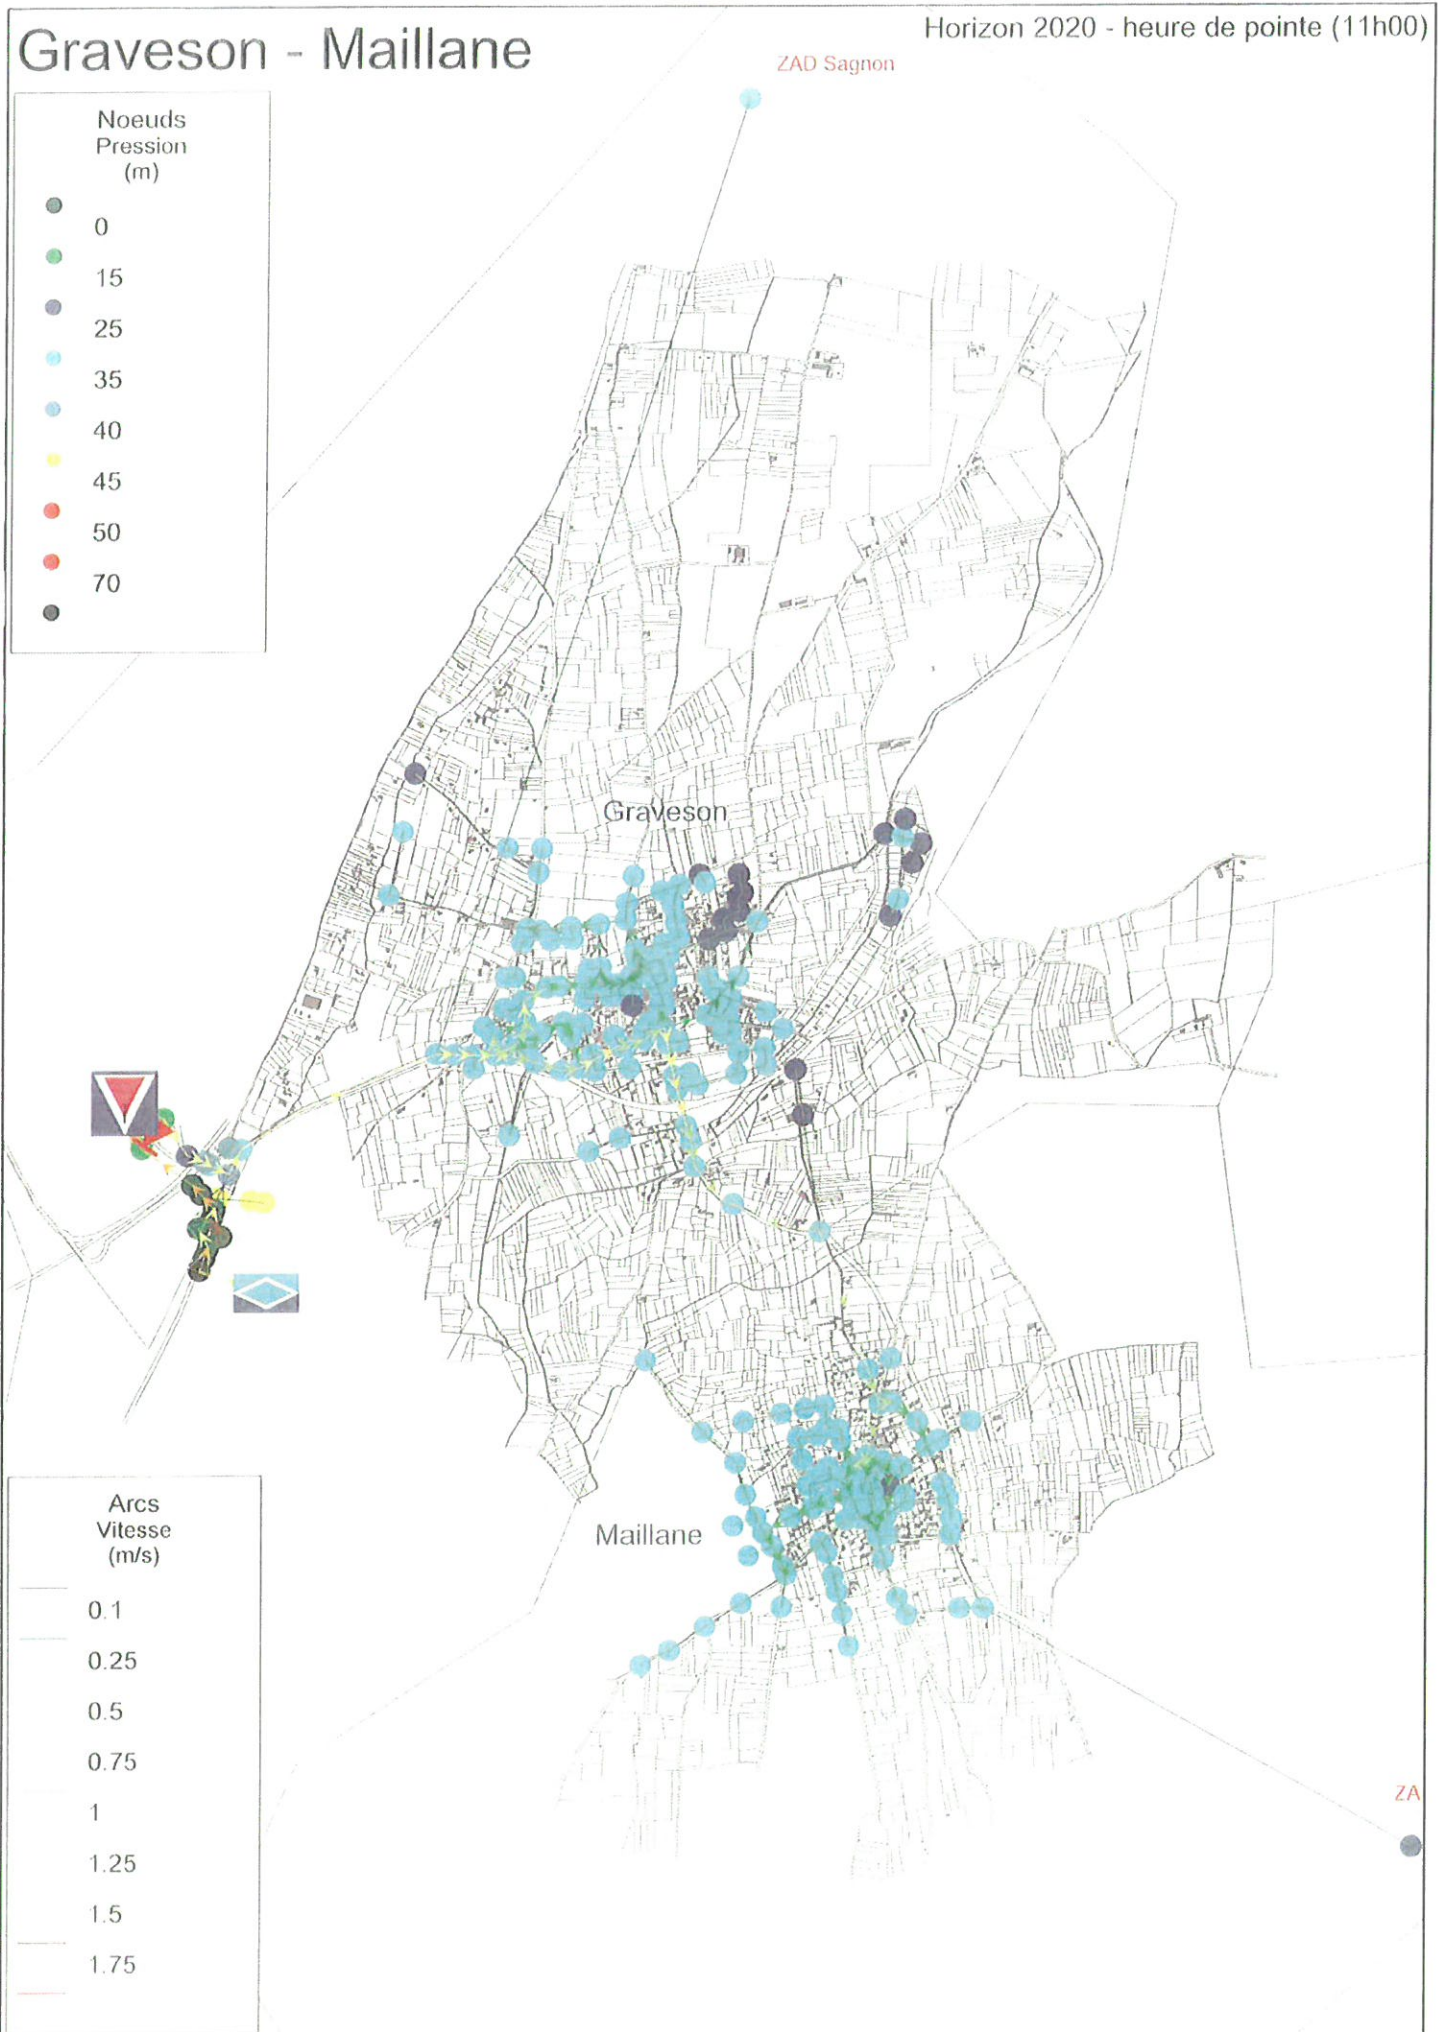 Graveson - Maillane
Horizon 2020 - heure de pointe (11h00)
ZAD Sagnon
Noeuds
Pression
(m)
0
15
25
35
40
45
50
70
Graveson
Maillane
Arcs
Vitesse
(m/s)
0.1
0.25
0.5
0.75
1
1.25
1.5
1.75
ZA